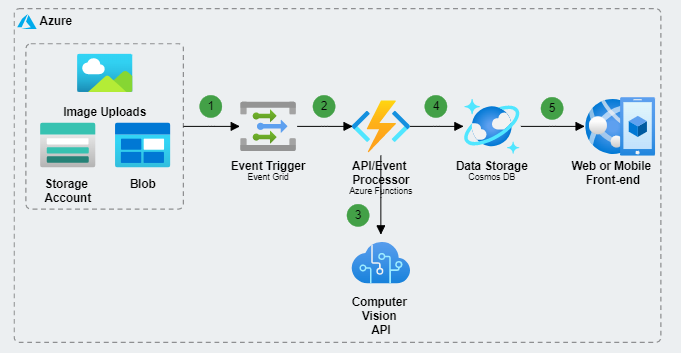 Azure
Image Uploads
Storage
Account
Blob
1
Event Trigger
Event Grid
2
API/Event
Processor
Azure Functions
3
Computer
Vision
API
4
Data Storage
Cosmos DB
5
Web or Mobile
Front-end